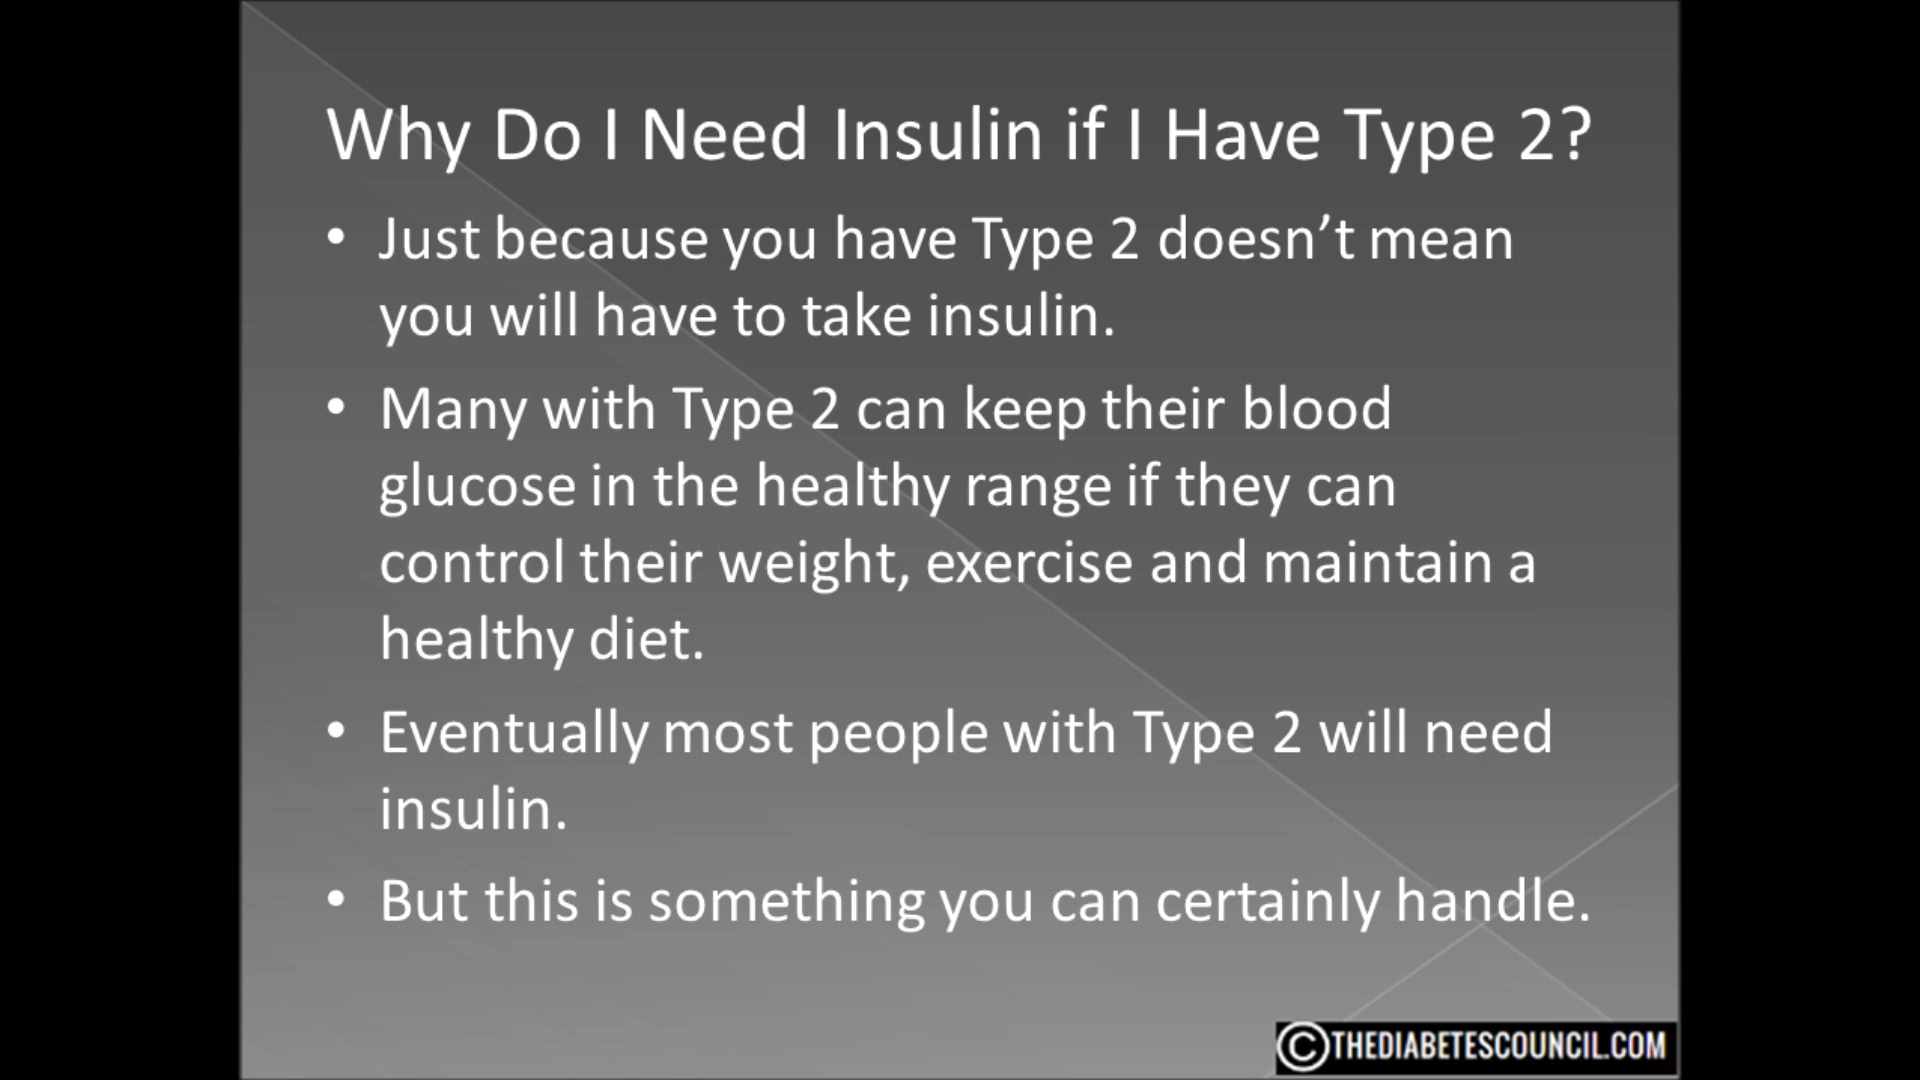 Why Do I Need Insulin if I Have Type 2?
• Just because you have Type 2 doesn’t mean
you will have to take insulin.
• Many with Type 2 can keep their blood
glucose in the healthy range if they can
control their weight, exercise and maintain a
healthy diet.
• Eventually most people with Type 2 will need
insulin.
• But this is something you can certainly handle.
©THEDIABETESCOUNCIL.COM